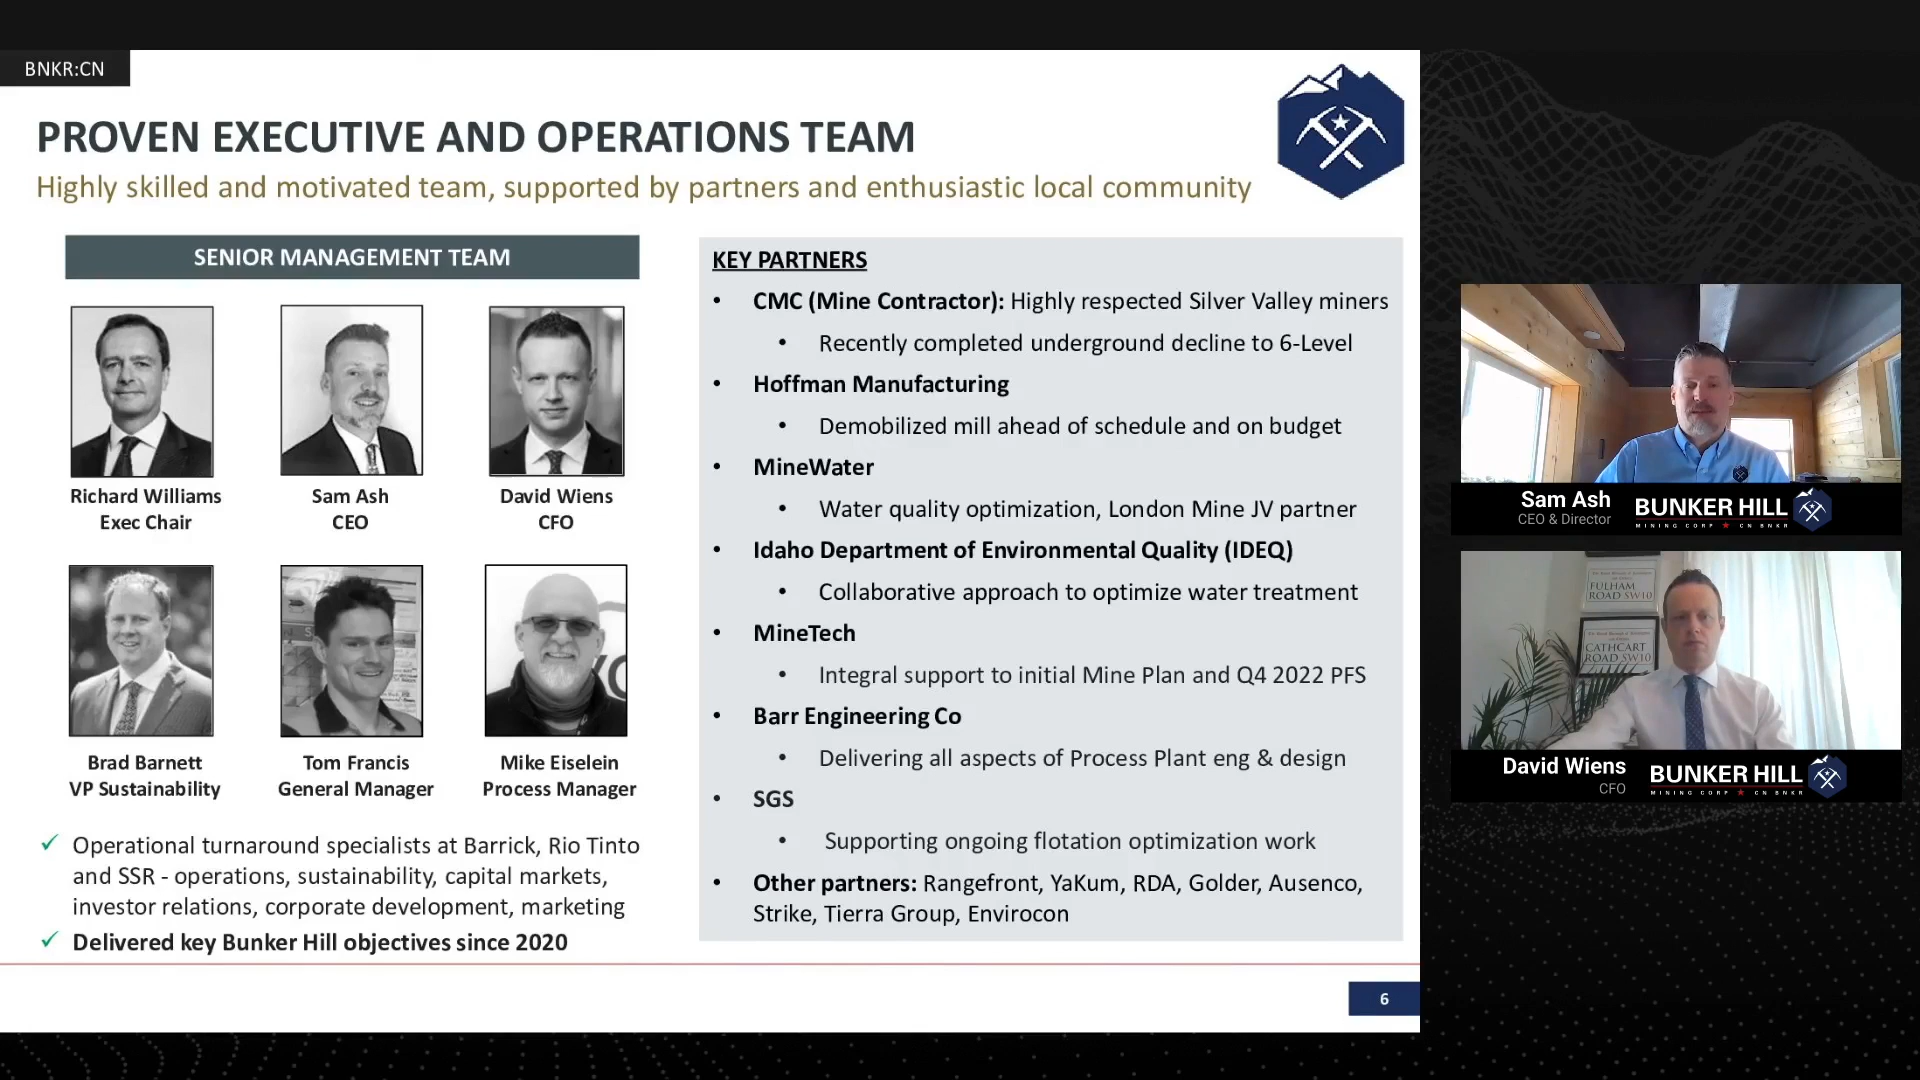 BNKR:CN
PROVEN EXECUTIVE AND OPERATIONS TEAM
Highly skilled and motivated team, supported by partners and enthusiastic local community
SENIOR MANAGEMENT TEAM
Richard Williams
Exec Chair
Sam Ash
CEO
David Wiens
CFO
Brad Barnett
VP Sustainability
Tom Francis
General Manager
Mike Eiselein
Process Manager
✓ Operational turnaround specialists at Barrick, Rio Tinto
and SSR - operations, sustainability, capital markets,
investor relations, corporate development, marketing
✓ Delivered key Bunker Hill objectives since 2020
KEY PARTNERS
• CMC (Mine Contractor): Highly respected Silver Valley miners
• Recently completed underground decline to 6-Level
• Hoffman Manufacturing
• Demobilized mill ahead of schedule and on budget
• MineWater
• Water quality optimization, London Mine JV partner
• Idaho Department of Environmental Quality (IDEQ)
• Collaborative approach to optimize water treatment
• MineTech
• Integral support to initial Mine Plan and Q4 2022 PFS
• Barr Engineering Co
• Delivering all aspects of Process Plant eng & design
• SGS
• Supporting ongoing flotation optimization work
• Other partners: Rangefront, YaKum, RDA, Golder, Ausenco,
Strike, Tierra Group, Envirocon
6
Sam Ash
CEO & Director
BUNKER HILL
MINING CORP ★ CN BNKR
FULHAM
ROAD SW10
CATHCART
ROAD SW10
David Wiens
CFO
BUNKER HILL
MINING CORP ★ CN BNKR